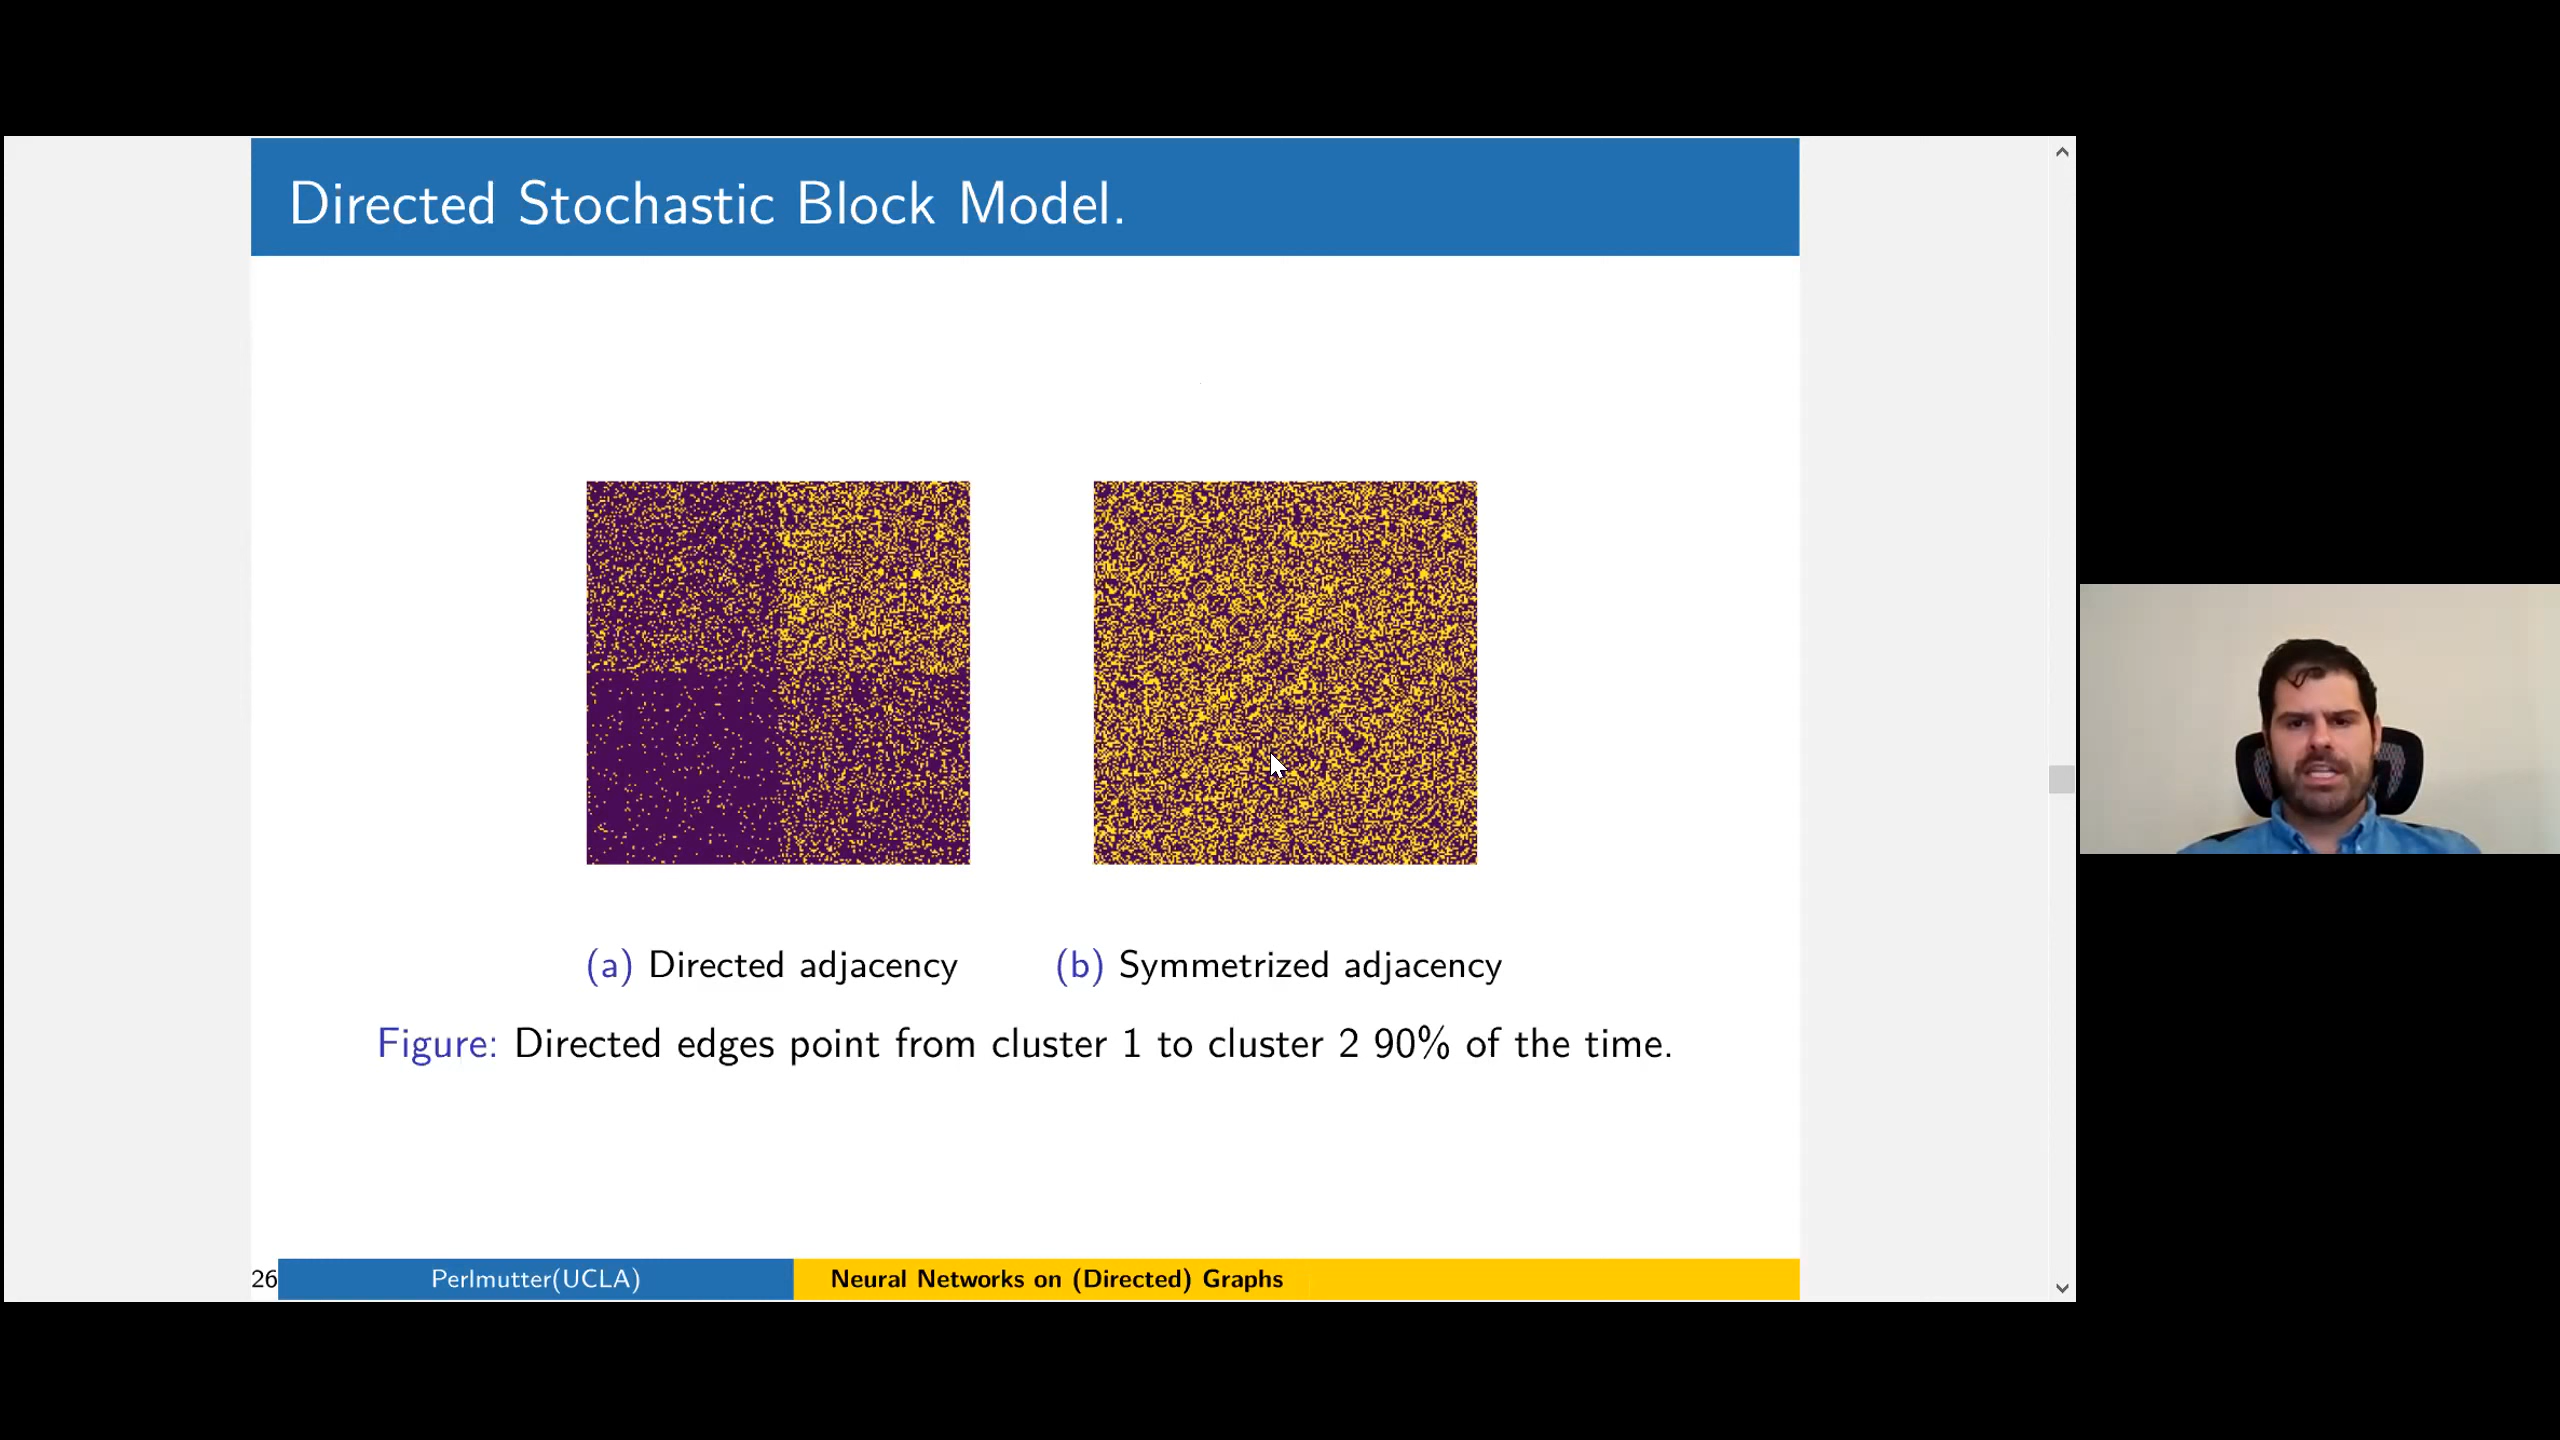 Directed Stochastic Block Model.
(a) Directed adjacency
(b) Symmetrized adjacency
Figure: Directed edges point from cluster 1 to cluster 2 90% of the time.
26
Perlmutter(UCLA)
Neural Networks on (Directed) Graphs